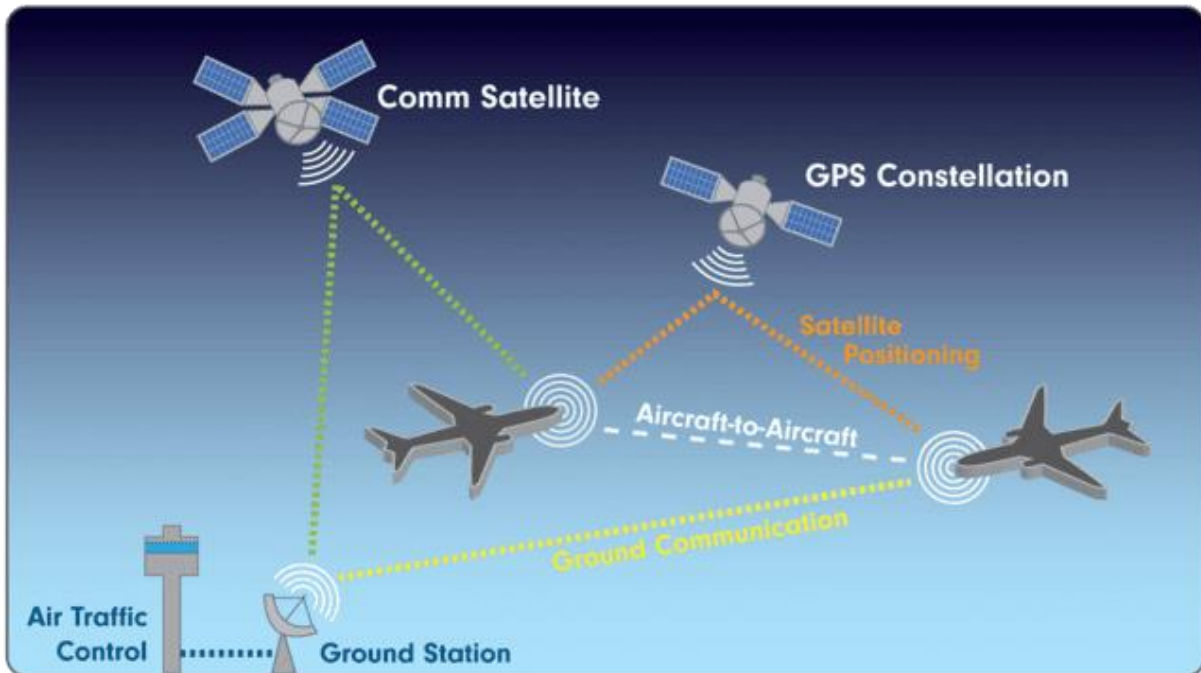 Comm Satellite
GPS Constellation
Satellite
Positioning
Aircraft-to-Aircraft
Ground Communication
Air Traffic
Control
Ground Station